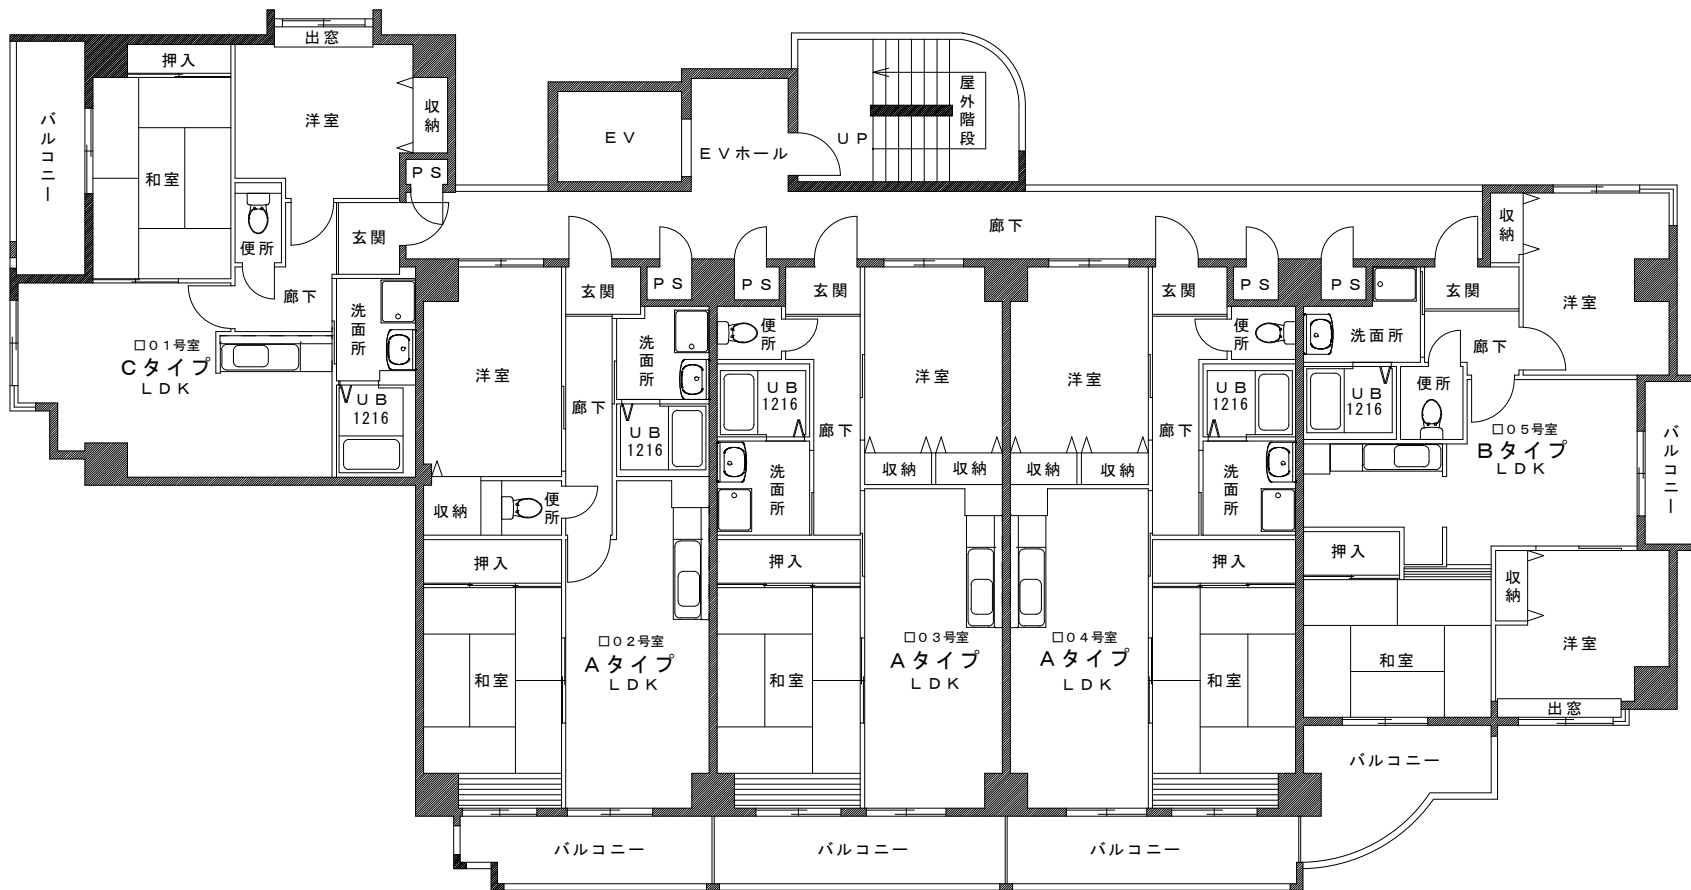 出窓
押入
洋室
収納
バルコニー
和室
PS
便所
玄関
廊下
洗面所
□01号室
Cタイプ
LDK
UB
1216
EV
EVホール
UP
屋外階段
廊下
玄関
PS
洋室
洗面所
廊下
UB
1216
収納
便所
押入
和室
□02号室
Aタイプ
LDK
バルコニー
PS
玄関
便所
洋室
UB
1216
廊下
洗面所
収納
収納
押入
和室
□03号室
Aタイプ
LDK
バルコニー
洋室
玄関
PS
便所
UB
1216
廊下
収納
収納
洗面所
押入
和室
□04号室
Aタイプ
LDK
バルコニー
収納
PS
玄関
洋室
洗面所
廊下
便所
UB
1216
□05号室
Bタイプ
LDK
バルコニー
押入
収納
洋室
和室
出窓
バルコニー